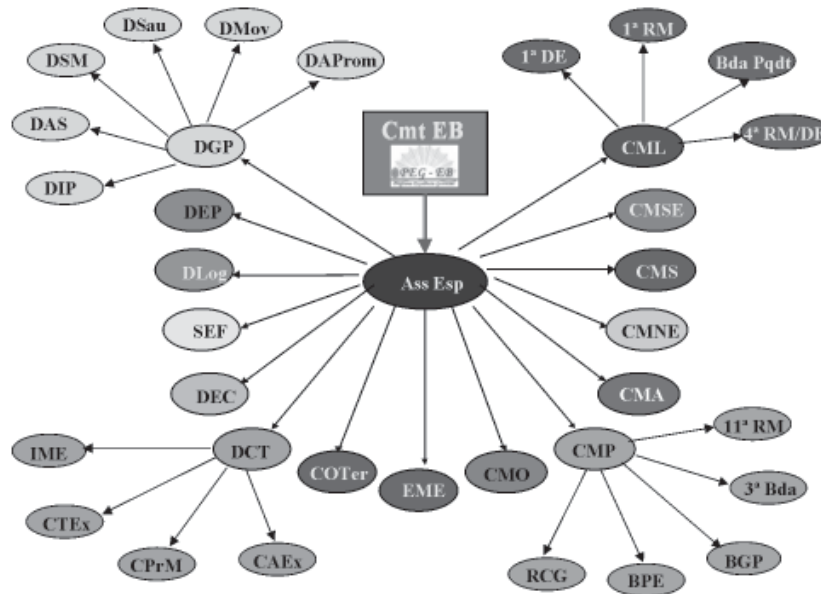 DSau
DMov
DSM
DAProm
DAS
DGP
DIP
Cmt EB
PEG - EB
1ª RM
1ª DE
Bda Pqdt
CML
4ª RM/DE
DEP
CMSE
DLog
Ass Esp
CMS
SEF
CMNE
DEC
CMA
IME
DCT
COTer
EME
CMO
CMP
11ª RM
3ª Bda
CTEx
CPrM
CAEx
RCG
BPE
BGP